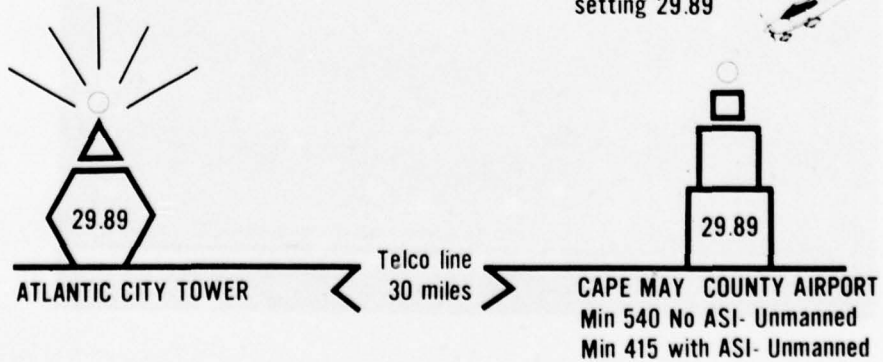 setting 29.89
29.89
29.89
Telco line
30 miles
ATLANTIC CITY TOWER
CAPE MAY COUNTY AIRPORT
Min 540 No ASI- Unmanned
Min 415 with ASI- Unmanned